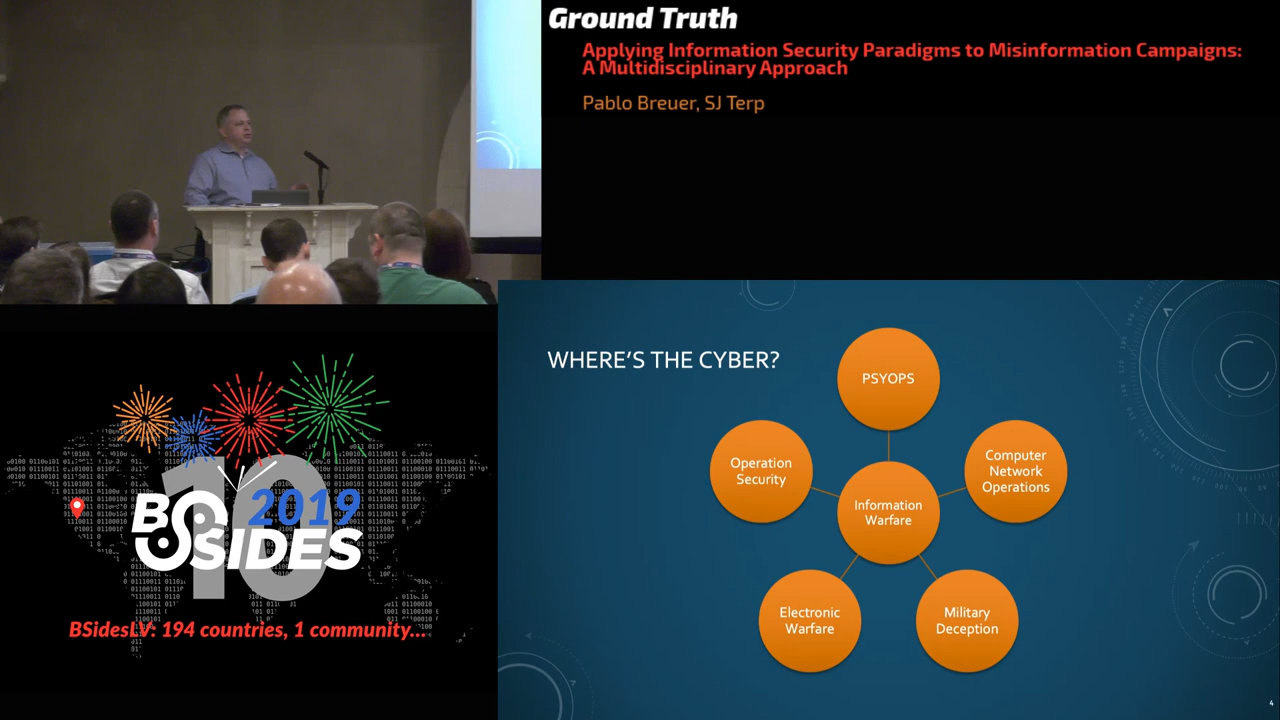 Ground Truth
Applying Information Security Paradigms to Misinformation Campaigns:
A Multidisciplinary Approach
Pablo Breuer, SJ Terp
WHERE'S THE CYBER?
PSYOPS
Operation
Security
Computer
Network
Operations
Information
Warfare
Electronic
Warfare
Military
Deception
4
10
2019
BSIDES
BSidesLV: 194 countries, 1 community...